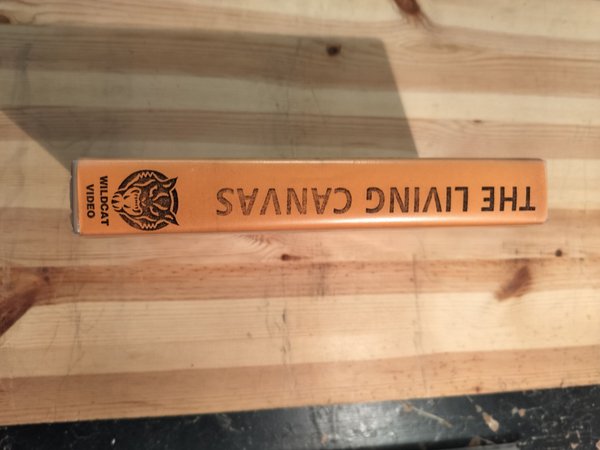 THE LIVING CANVAS
WILDCAT
VIDEO